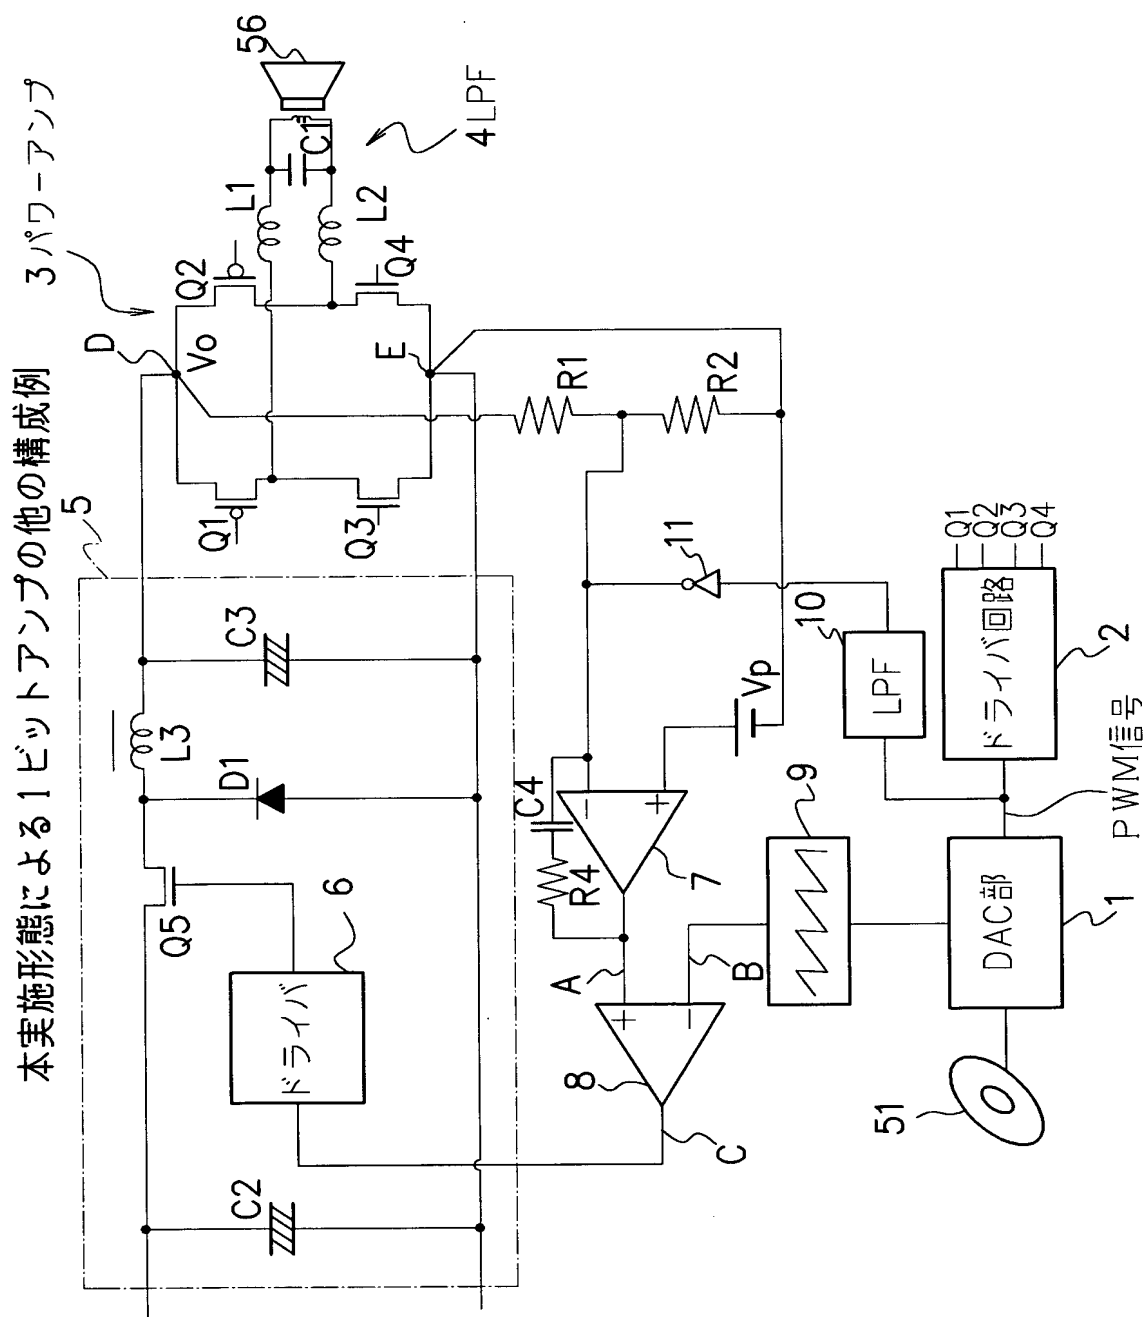 本実施形態による１ビットアンプの他の構成例
5
C2
Q5
ドライバ
6
D1
L3
C3
3 パワーアンプ
D
Vo
Q1
Q2
Q3
Q4
E
L1
L2
C1
56
4 LPF
R1
R2
C
8
A
B
+
−
R4
C4
7
−
+
Vp
11
10
LPF
9
51
DAC部
1
PWM信号
ドライバ回路
2
Q1
Q2
Q3
Q4